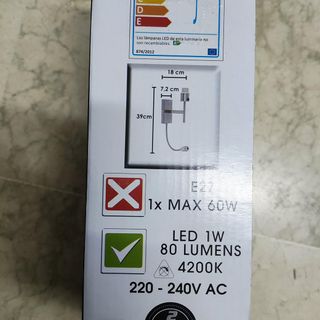 D
E
Las lámparas LED de esta luminaria no
son recambiables.
874/2012
18 cm
7.2 cm
39cm
E27
1x MAX 60W
LED 1W
80 LUMENS
4200K
220 - 240V AC
2